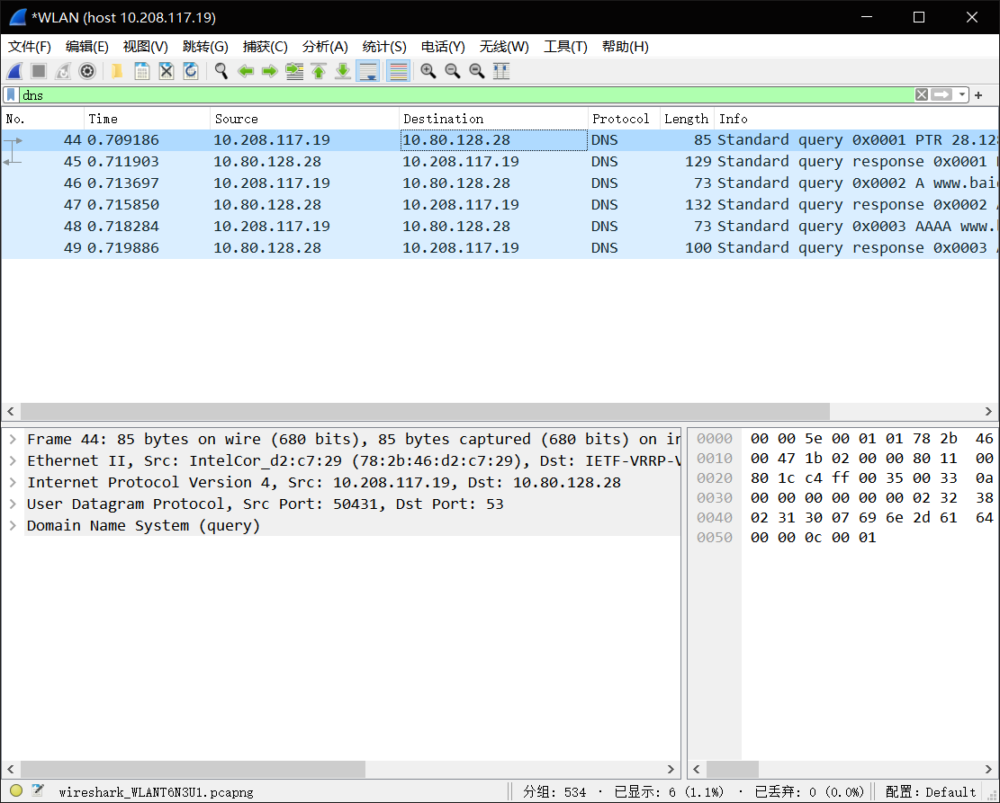 *WLAN (host 10.208.117.19)
文件(F) 编辑(E) 视图(V) 跳转(G) 捕获(C) 分析(A) 统计(S) 电话(Y) 无线(W) 工具(T) 帮助(H)
dns
No. Time Source Destination Protocol Length Info
44 0.709186 10.208.117.19 10.80.128.28 DNS 85 Standard query 0x0001 PTR 28.128
45 0.711903 10.80.128.28 10.208.117.19 DNS 129 Standard query response 0x0001
46 0.713697 10.208.117.19 10.80.128.28 DNS 73 Standard query 0x0002 A www.bai
47 0.715850 10.80.128.28 10.208.117.19 DNS 132 Standard query response 0x0002
48 0.718284 10.208.117.19 10.80.128.28 DNS 73 Standard query 0x0003 AAAA www.
49 0.719886 10.80.128.28 10.208.117.19 DNS 100 Standard query response 0x0003
Frame 44: 85 bytes on wire (680 bits), 85 bytes captured (680 bits) on in
Ethernet II, Src: IntelCor_d2:c7:29 (78:2b:46:d2:c7:29), Dst: IETF-VRRP-V
Internet Protocol Version 4, Src: 10.208.117.19, Dst: 10.80.128.28
User Datagram Protocol, Src Port: 50431, Dst Port: 53
Domain Name System (query)
0000 00 00 5e 00 01 01 78 2b 46
0010 00 47 1b 02 00 00 80 11 00
0020 80 1c c4 ff 00 35 00 33 0a
0030 00 00 00 00 00 00 02 32 38
0040 02 31 30 07 69 6e 2d 61 64
0050 00 00 0c 00 01
wireshark_WLANT6N3U1.pcapng 分组: 534 · 已显示: 6 (1.1%) · 已丢弃: 0 (0.0%) 配置: Default